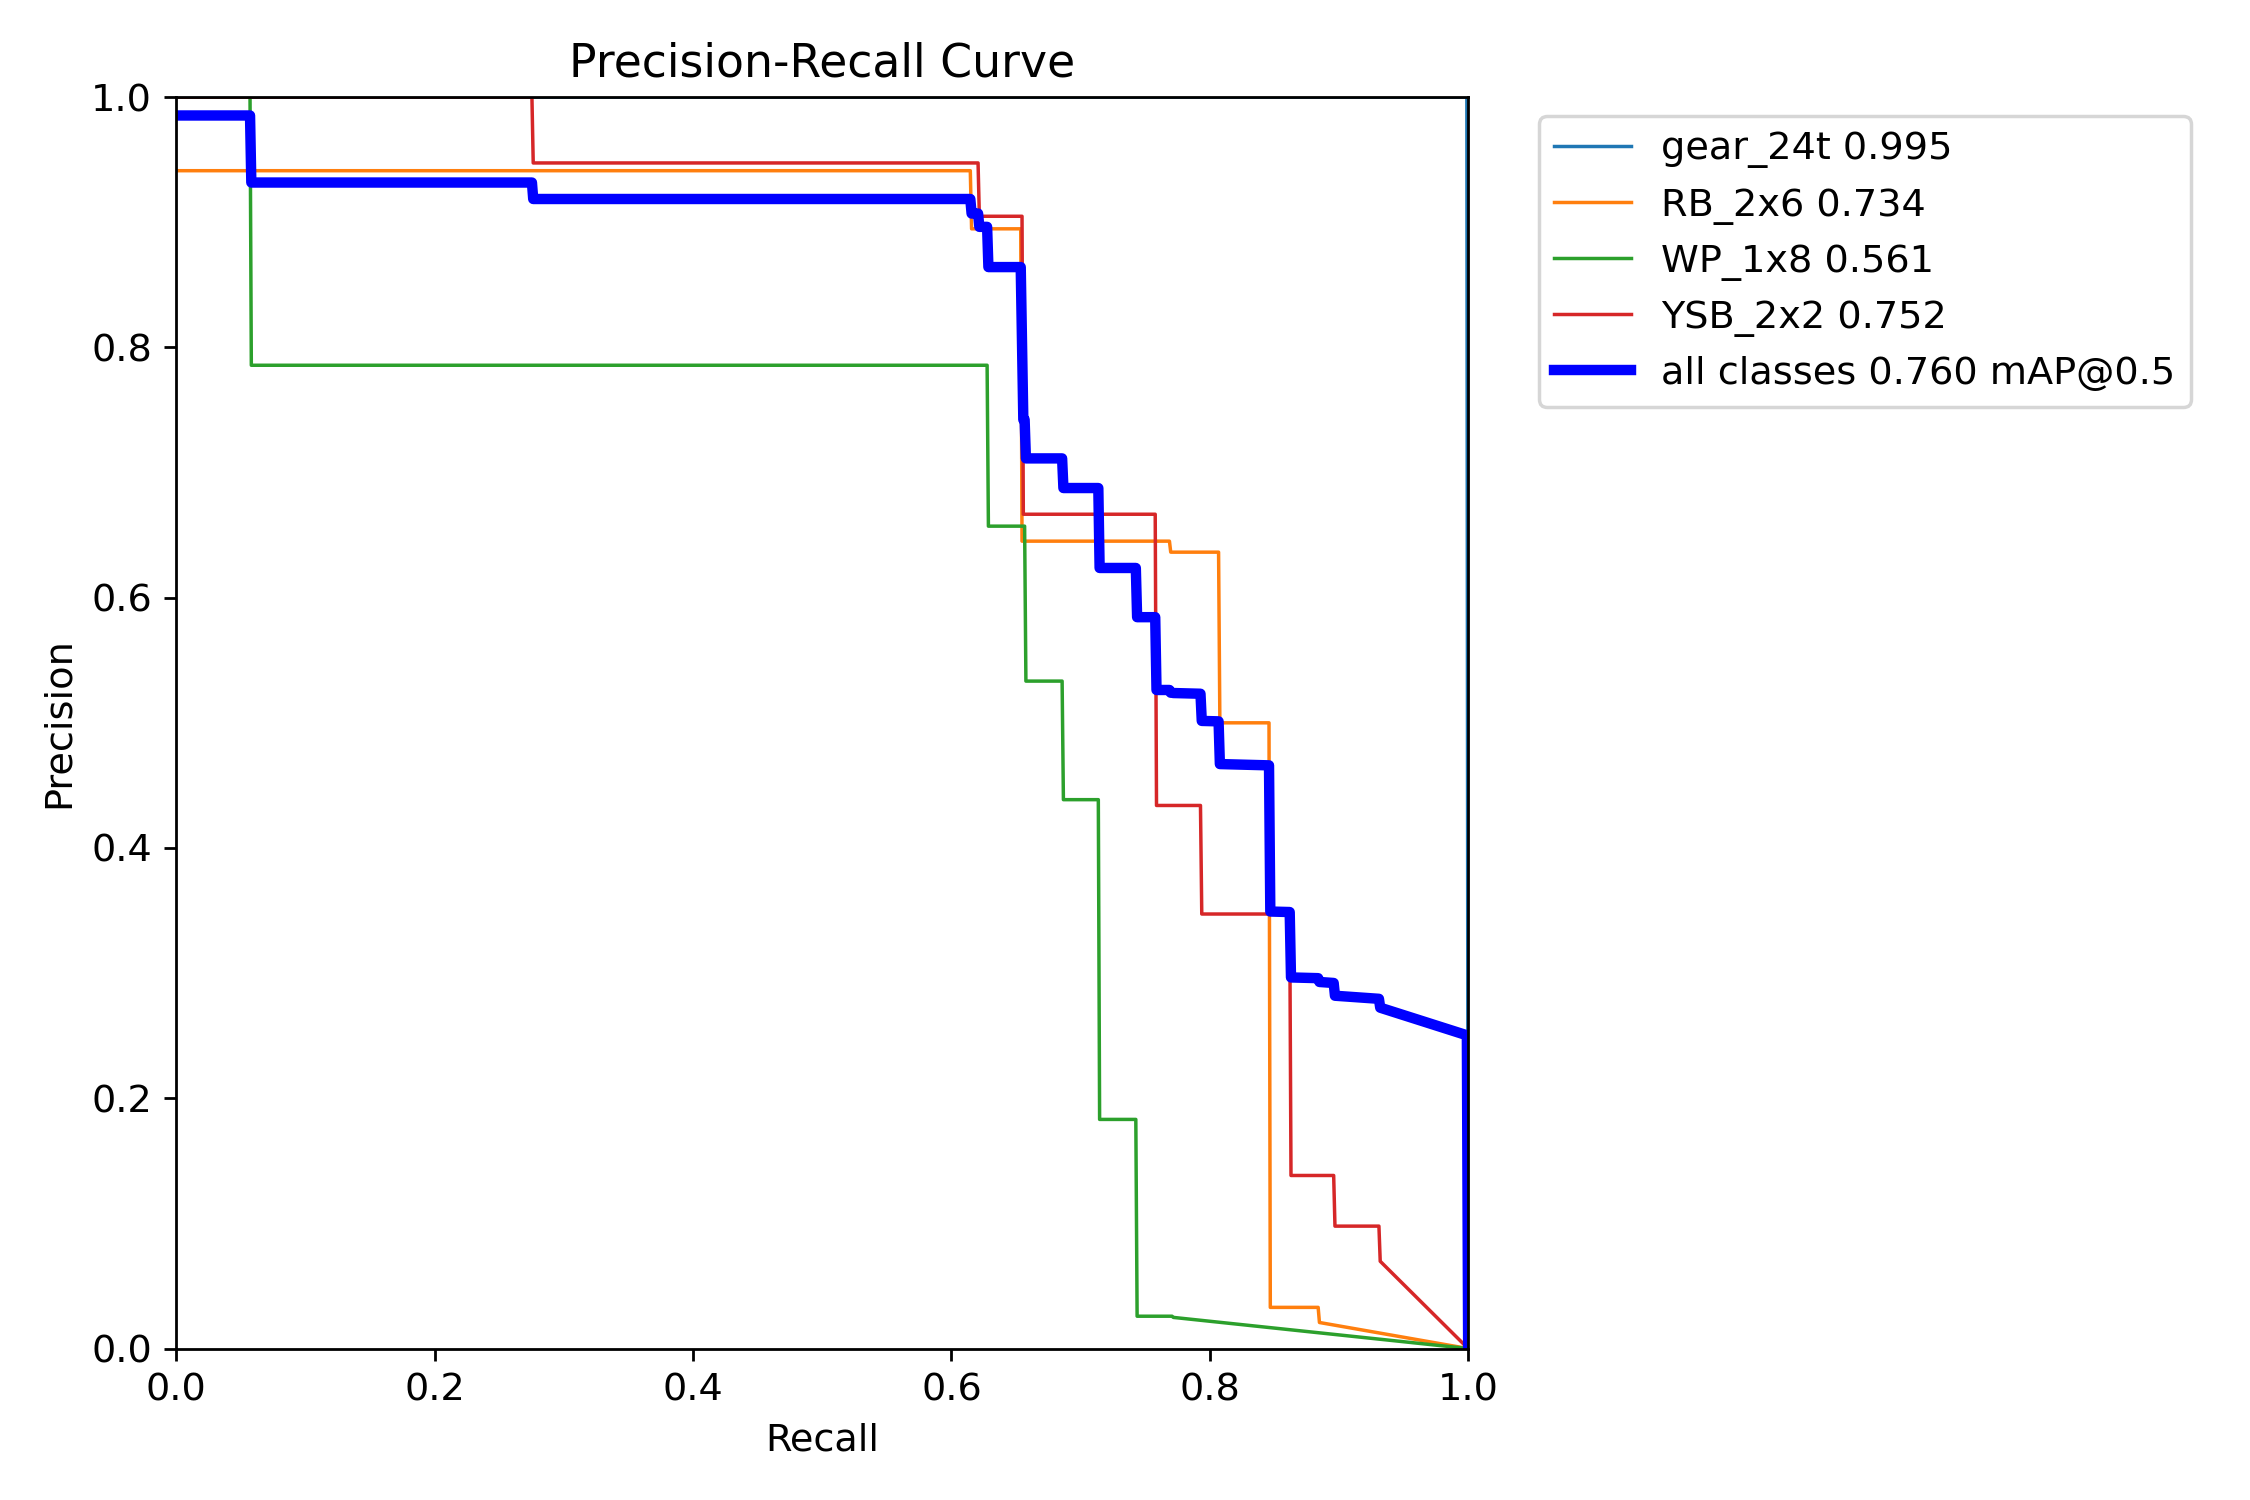 Precision-Recall Curve
1.0
0.8
0.6
0.4
0.2
0.0
Precision
0.0 0.2 0.4 0.6 0.8 1.0
Recall
gear_24t 0.995
RB_2x6 0.734
WP_1x8 0.561
YSB_2x2 0.752
all classes 0.760 mAP@0.5